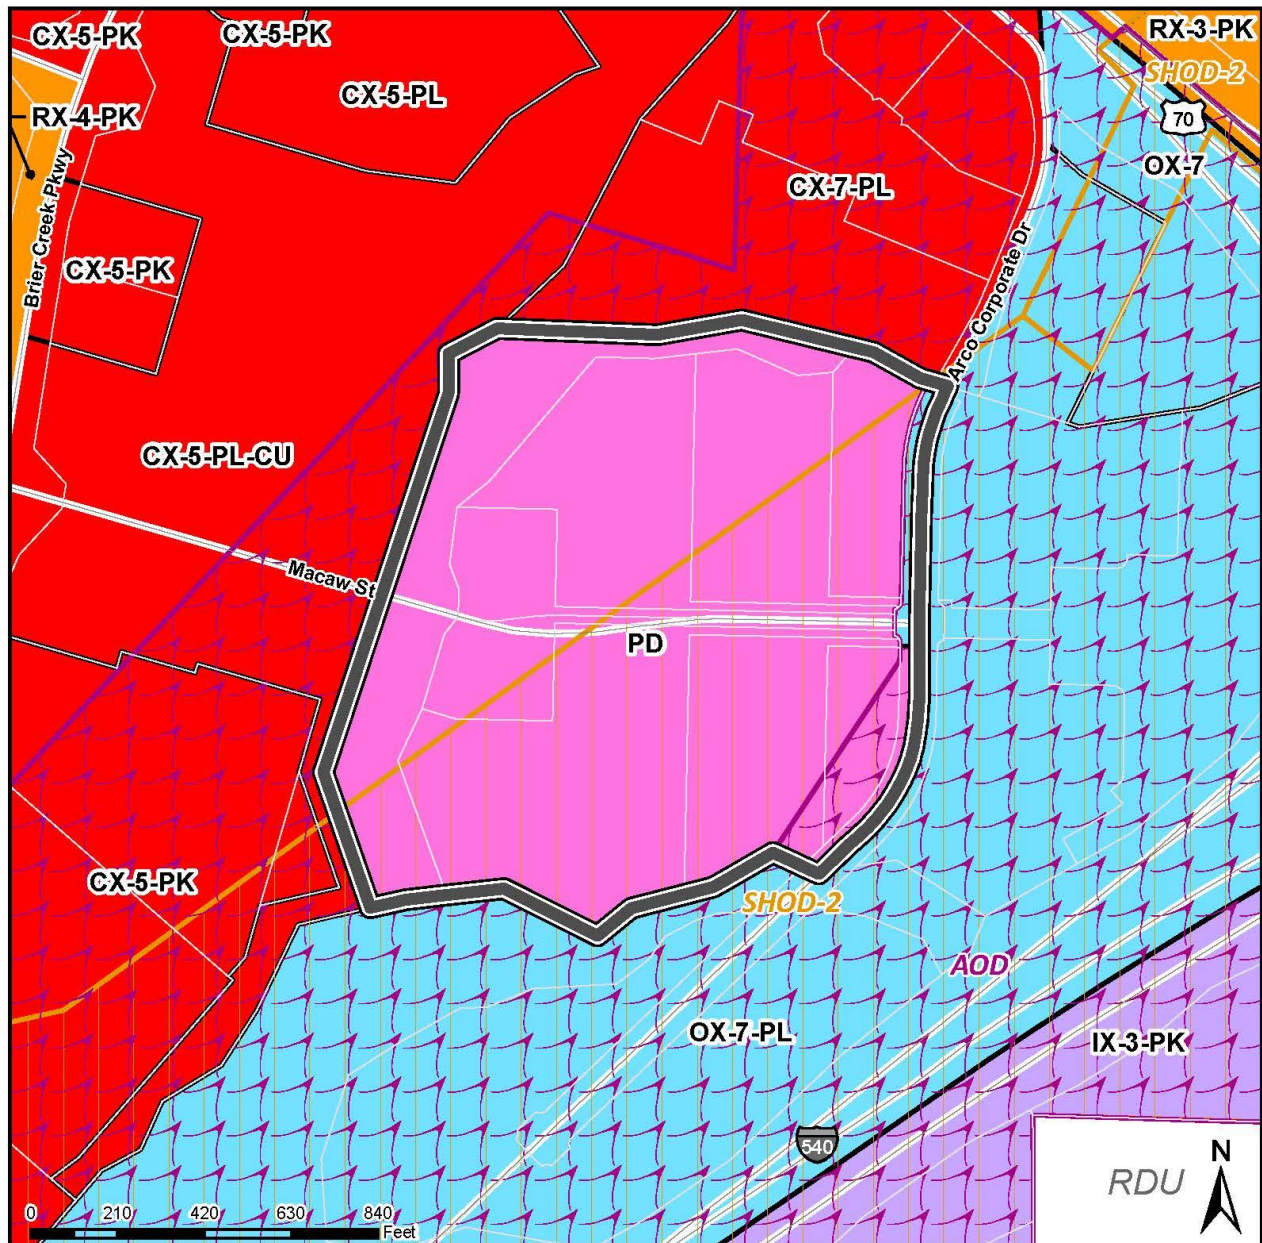 CX-5-PK
CX-5-PK
RX-3-PK
SHOD-2
CX-5-PL
RX-4-PK
70
OX-7
CX-7-PL
Brier Creek Pkwy
CX-5-PK
Arco Corporate Dr
CX-5-PL-CU
Macaw St
PD
CX-5-PK
SHOD-2
AOD
OX-7-PL
IX-3-PK
540
RDU
N
0 210 420 630 840
Feet